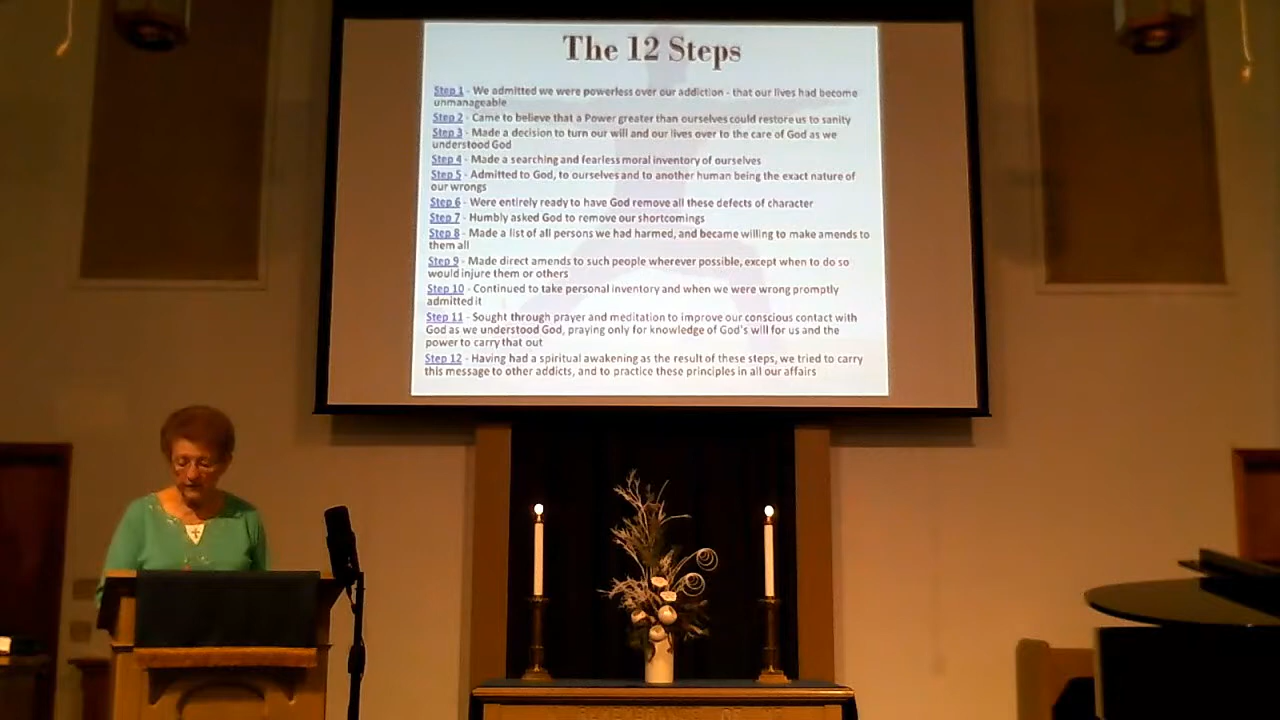 The 12 Steps
Step 1 - We admitted we were powerless over our addiction - that our lives had become
unmanageable
Step 2 - Came to believe that a Power greater than ourselves could restore us to sanity
Step 3 - Made a decision to turn our will and our lives over to the care of God as we
understood God
Step 4 - Made a searching and fearless moral inventory of ourselves
Step 5 - Admitted to God, to ourselves and to another human being the exact nature of
our wrongs
Step 6 - Were entirely ready to have God remove all these defects of character
Step 7 - Humbly asked God to remove our shortcomings
Step 8 - Made a list of all persons we had harmed, and became willing to make amends to
them all
Step 9 - Made direct amends to such people wherever possible, except when to do so
would injure them or others
Step 10 - Continued to take personal inventory and when we were wrong promptly
admitted it
Step 11 - Sought through prayer and meditation to improve our conscious contact with
God as we understood God, praying only for knowledge of God's will for us and the
power to carry that out
Step 12 - Having had a spiritual awakening as the result of these steps, we tried to carry
this message to other addicts, and to practice these principles in all our affairs